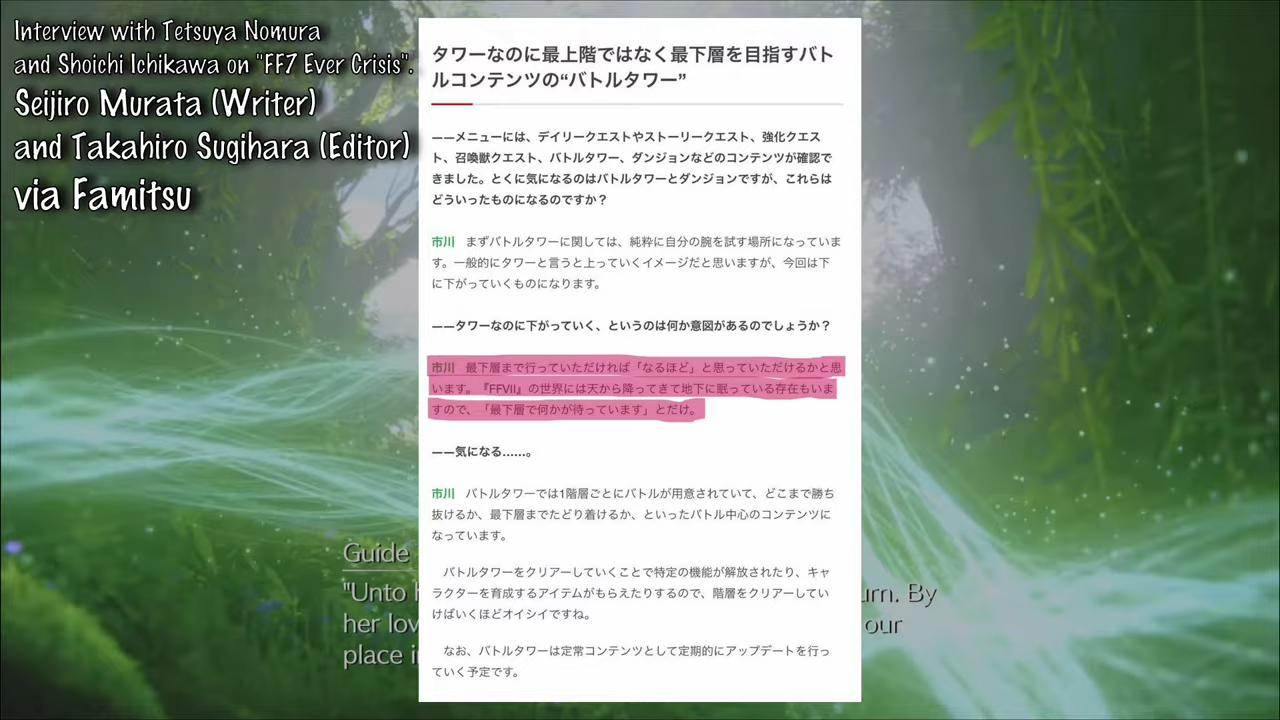 Interview with Tetsuya Nomura
and Shoichi Ichikawa on "FF7 Ever Crisis".
Seijiro Murata (Writer)
and Takahiro Sugihara (Editor)
via Famitsu
タワーなのに最上階ではなく最下層を目指すバト
ルコンテンツの“バトルタワー”
——メニューには、デイリークエストやストーリークエスト、強化クエス
ト、召喚獣クエスト、バトルタワー、ダンジョンなどのコンテンツが確認で
きました。とくに気になるのはバトルタワーとダンジョンですが、これらは
どういったものになるのですか？
市川　まずバトルタワーに関しては、純粋に自分の腕を試す場所になっていま
す。一般的にタワーと言うと上っていくイメージだと思いますが、今回は下
に下がっていくものになります。
——タワーなのに下がっていく、というのは何か意図があるのでしょうか？
市川　最下層まで行っていただければ「なるほど」と思っていただけるかと思
います。『FFVII』の世界には天から降ってきて地下に眠っている存在もいま
すので、「最下層で何かが待っています」とだけ。
——気になる……。
市川　バトルタワーでは1階層ごとにバトルが用意されていて、どこまで勝ち
抜けるか、最下層までたどり着けるか、といったバトル中心のコンテンツに
なっています。
バトルタワーをクリアーしていくことで特定の機能が解放されたり、キャ
ラクターを育成するアイテムがもらえたりするので、階層をクリアーしてい
けばいくほどオイシイですね。
なお、バトルタワーは定常コンテンツとして定期的にアップデートを行っ
ていく予定です。
Guide
"Unto
. By
her
our
place